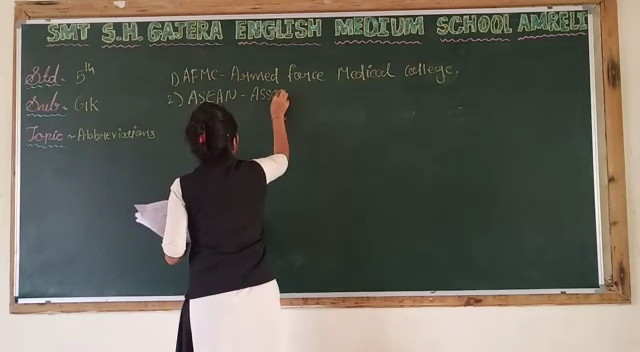 SMT S.H. GAJERA ENGLISH MEDIUM SCHOOL AMRELI
Std. 5th
Sub. GK
Topic ~ Abbreviations
1) AFMC - Armed force Medical college.
2) ASEAN - Ass